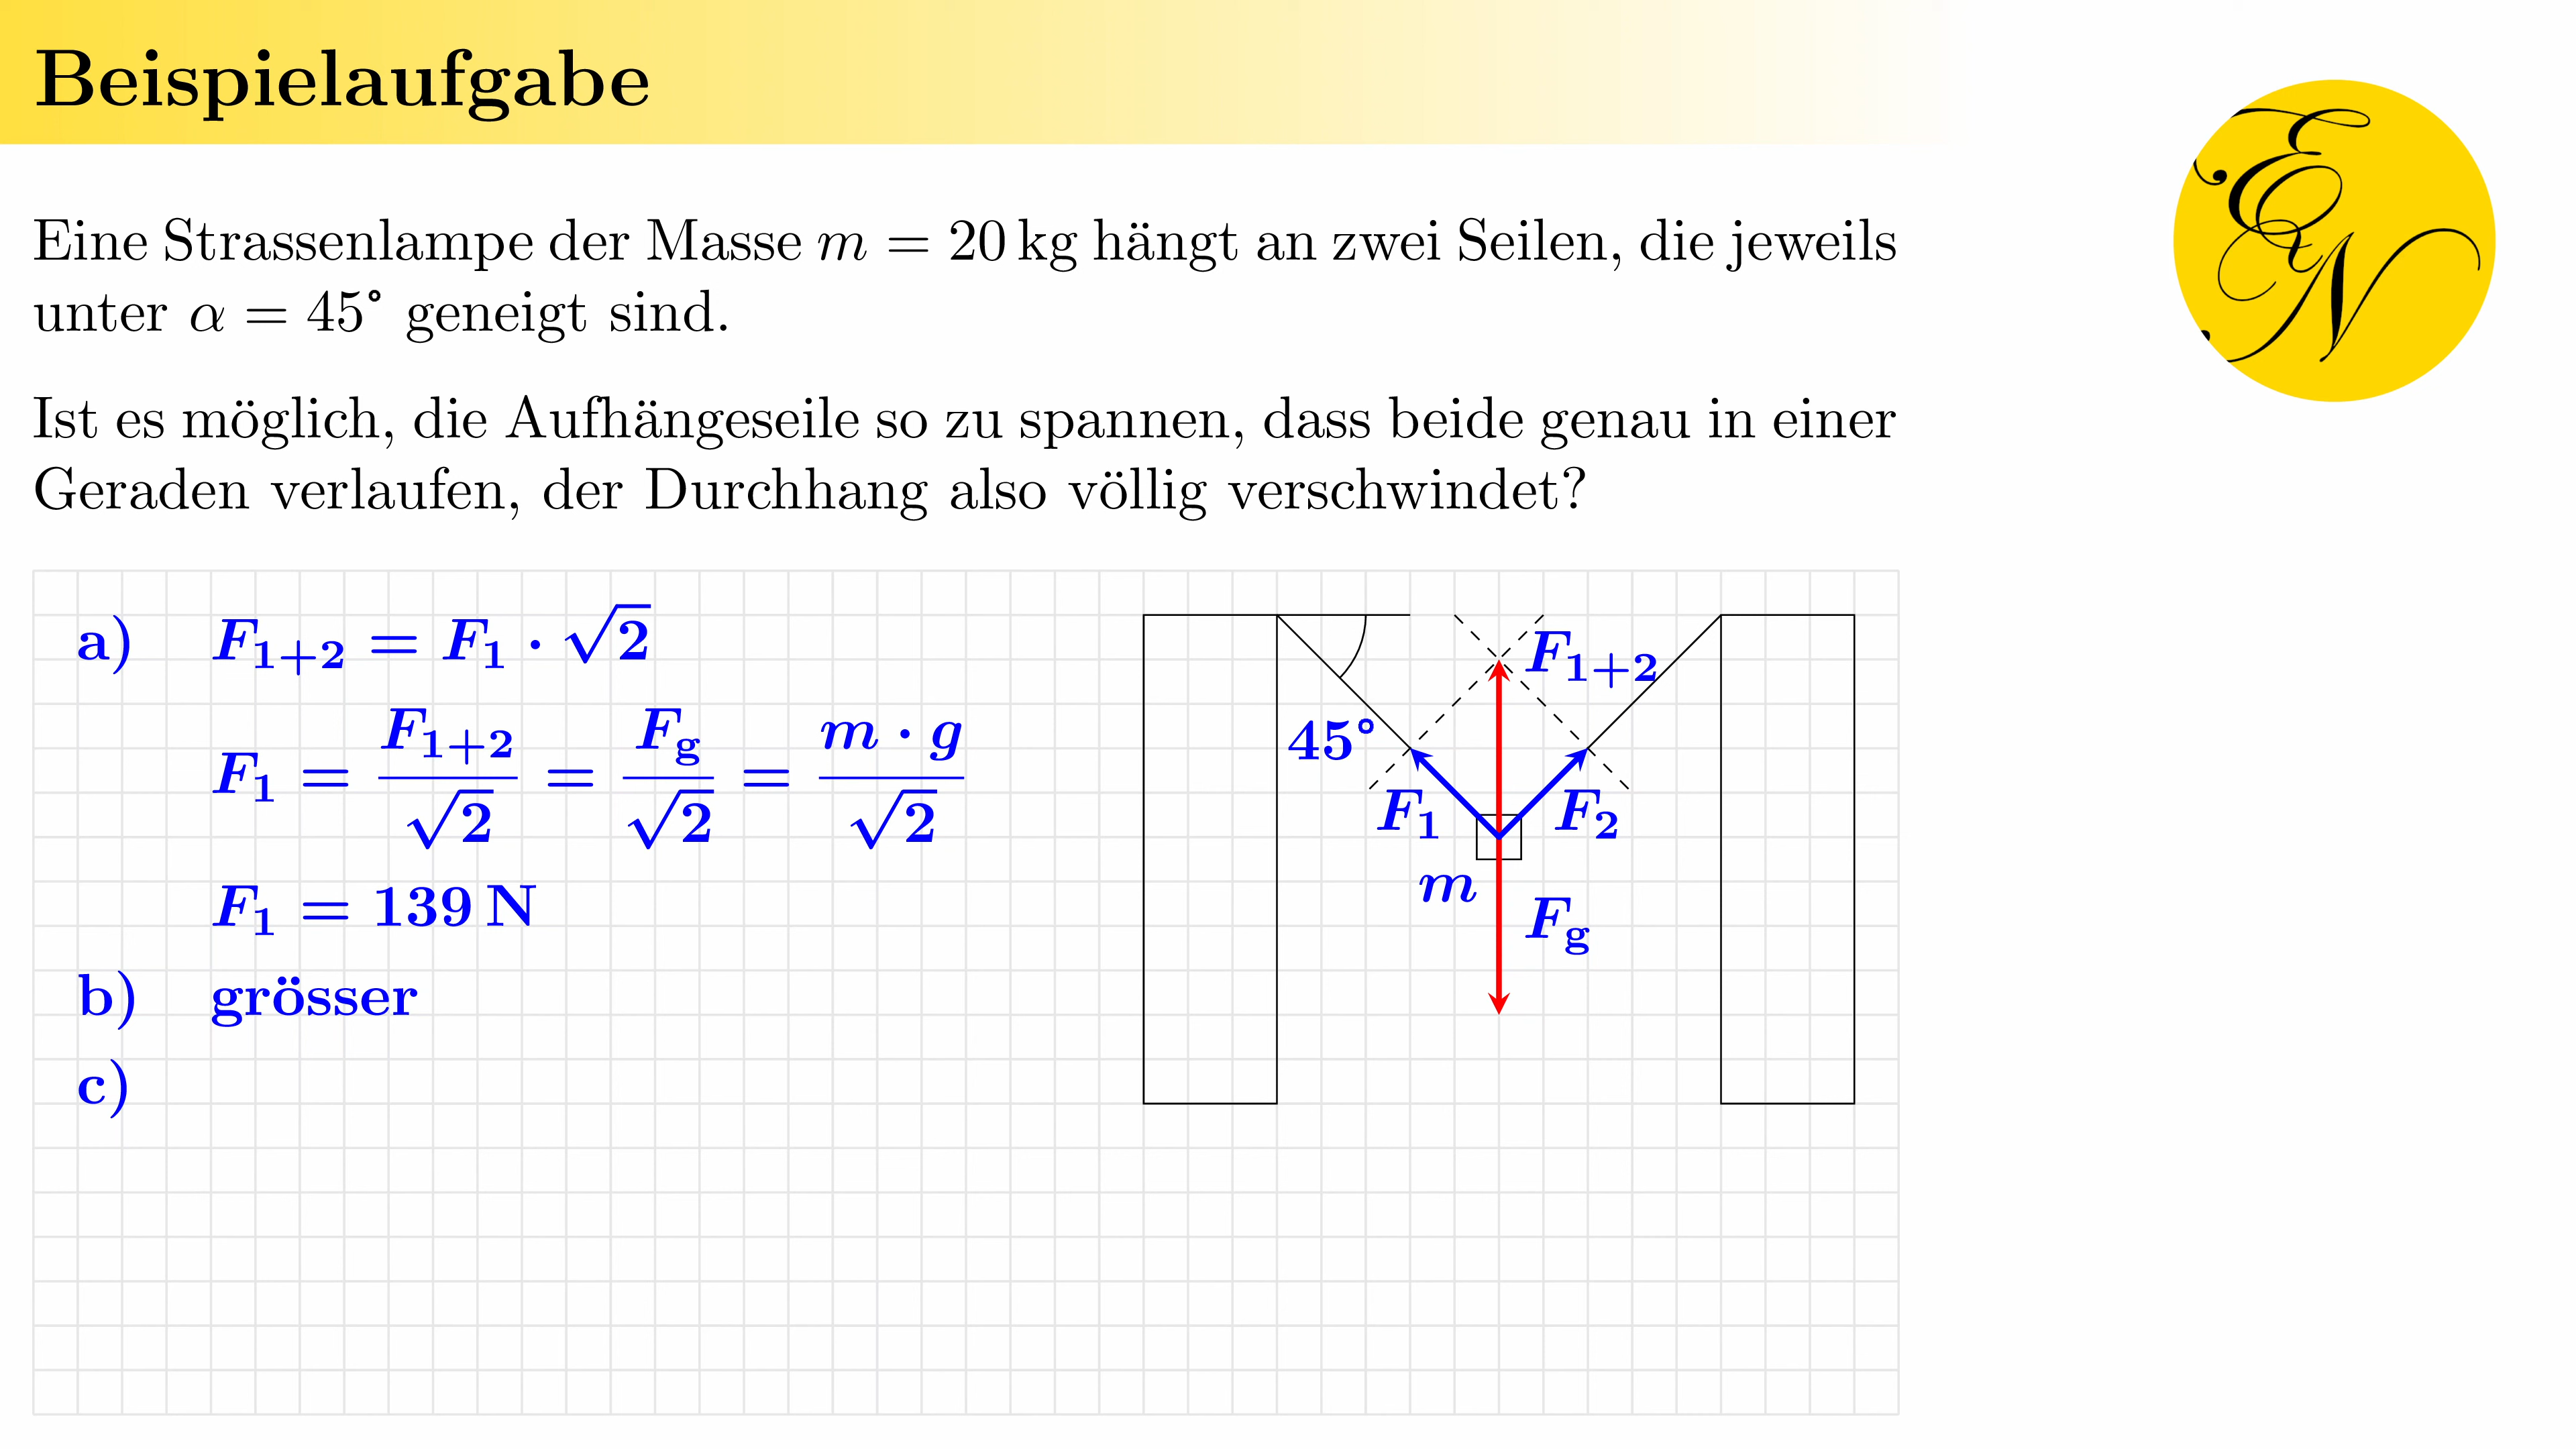 Beispielaufgabe
Eine Strassenlampe der Masse m = 20 kg hängt an zwei Seilen, die jeweils
unter α = 45° geneigt sind.
Ist es möglich, die Aufhängeseile so zu spannen, dass beide genau in einer
Geraden verlaufen, der Durchhang also völlig verschwindet?
a) F₁₊₂ = F₁ · √2
F₁ = F₁₊₂/√2 = F_g/√2 = m · g/√2
F₁ = 139 N
b) grösser
c)
F₁₊₂
45°
F₁
F₂
m
F_g